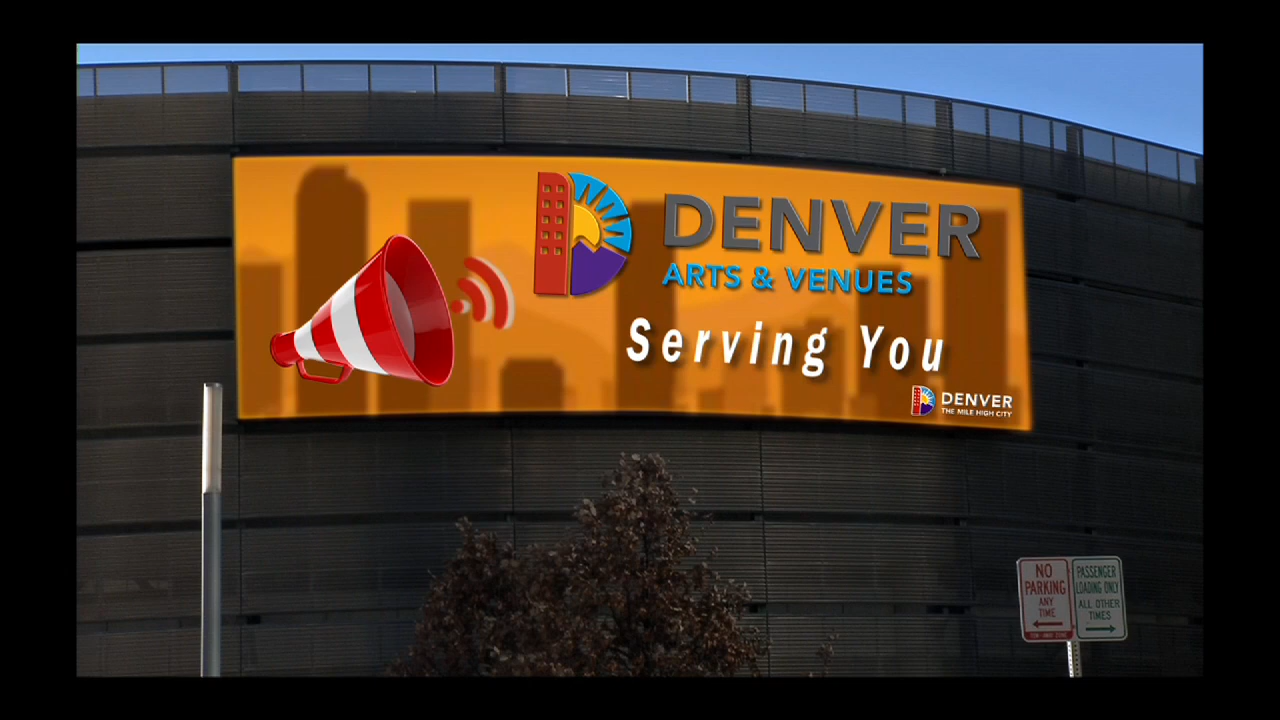 DENVER
ARTS & VENUES
Serving You
DENVER
THE MILE HIGH CITY
NO
PARKING
ANY
TIME
PASSENGER
LOADING ONLY
ALL OTHER
TIMES